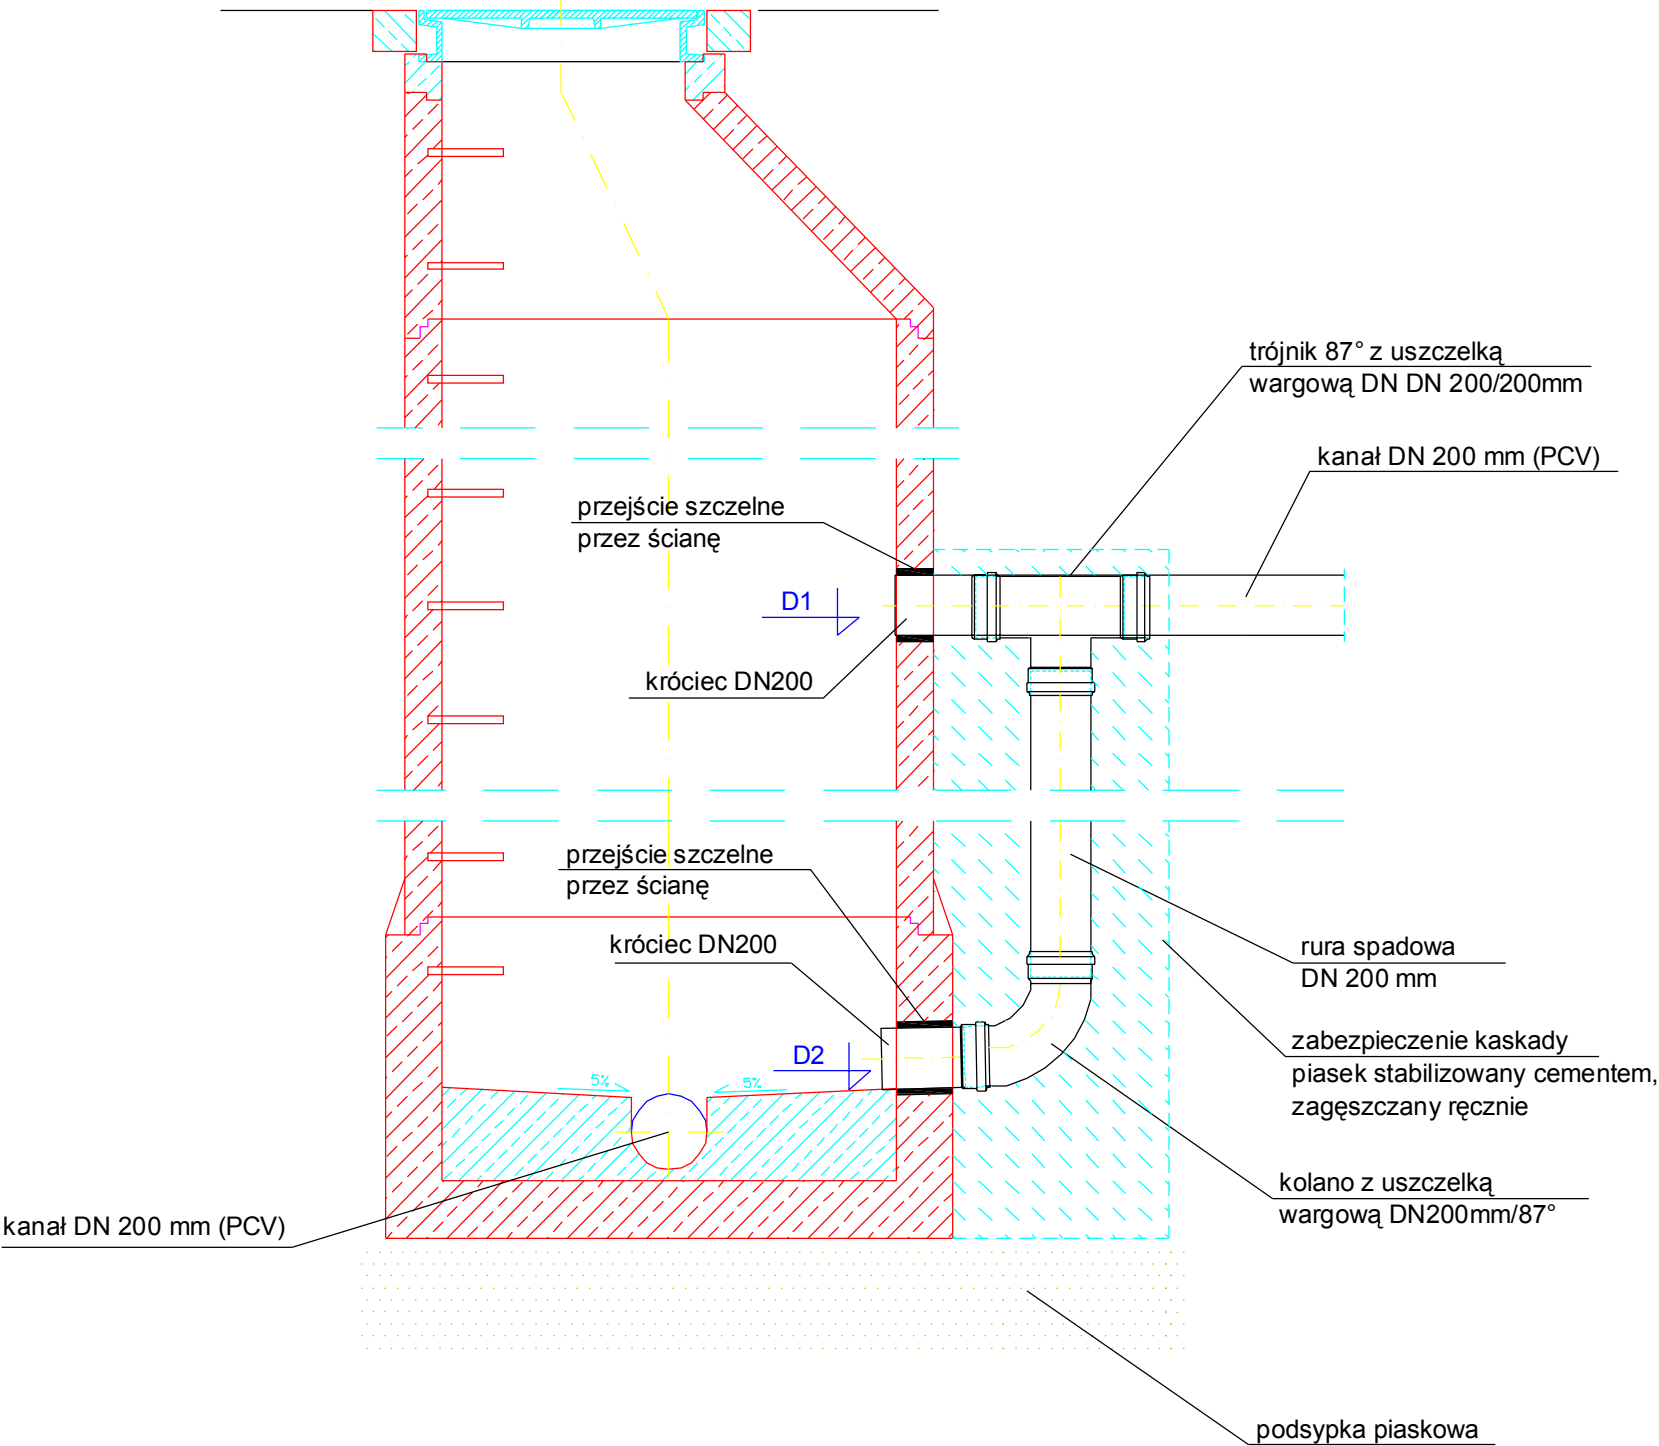 trójnik 87° z uszczelką
wargową DN DN 200/200mm
kanał DN 200 mm (PCV)
przejście szczelne
przez ścianę
D1
króciec DN200
przejście szczelne
przez ścianę
króciec DN200
rura spadowa
DN 200 mm
D2
zabezpieczenie kaskady
piasek stabilizowany cementem,
zagęszczany ręcznie
5%
5%
kolano z uszczelką
wargową DN200mm/87°
kanał DN 200 mm (PCV)
podsypka piaskowa